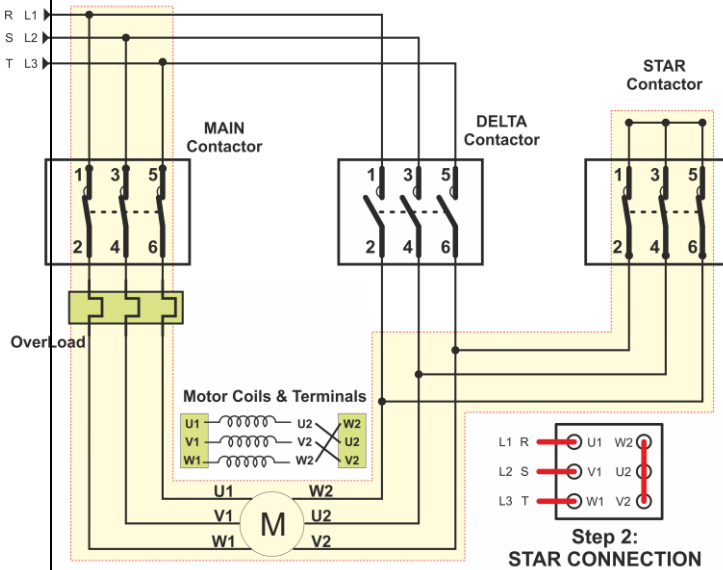 R L1
S L2
T L3
MAIN
Contactor
DELTA
Contactor
STAR
Contactor
1 3 5
2 4 6
1 3 5
2 4 6
1 3 5
2 4 6
OverLoad
Motor Coils & Terminals
U1 U2 W2
V1 V2 U2
W1 W2 V2
U1 W2
V1 M U2
W1 V2
L1 R U1 W2
L2 S V1 U2
L3 T W1 V2
Step 2:
STAR CONNECTION